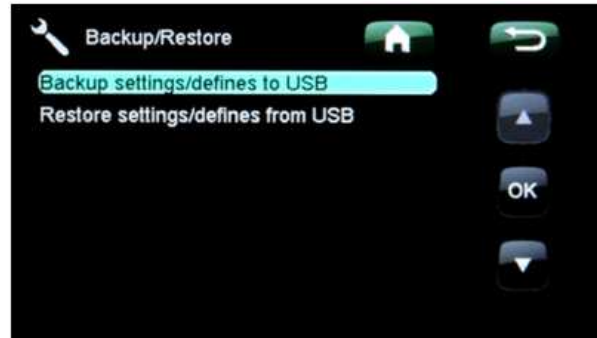 Backup/Restore
Backup settings/defines to USB
Restore settings/defines from USB
OK